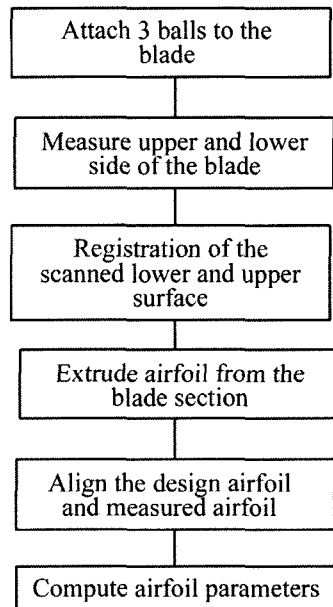 Attach 3 balls to the
blade
Measure upper and lower
side of the blade
Registration of the
scanned lower and upper
surface
Extrude airfoil from the
blade section
Align the design airfoil
and measured airfoil
Compute airfoil parameters